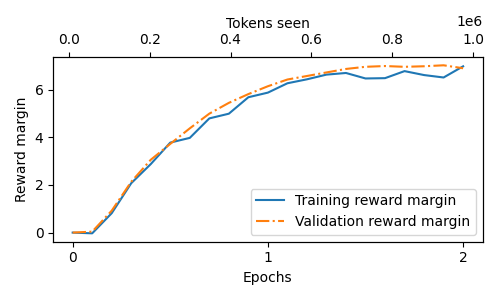 Tokens seen
0.0 0.2 0.4 0.6 0.8 1.0
1e6
Reward margin
6
4
2
0
Training reward margin
Validation reward margin
0 1 2
Epochs